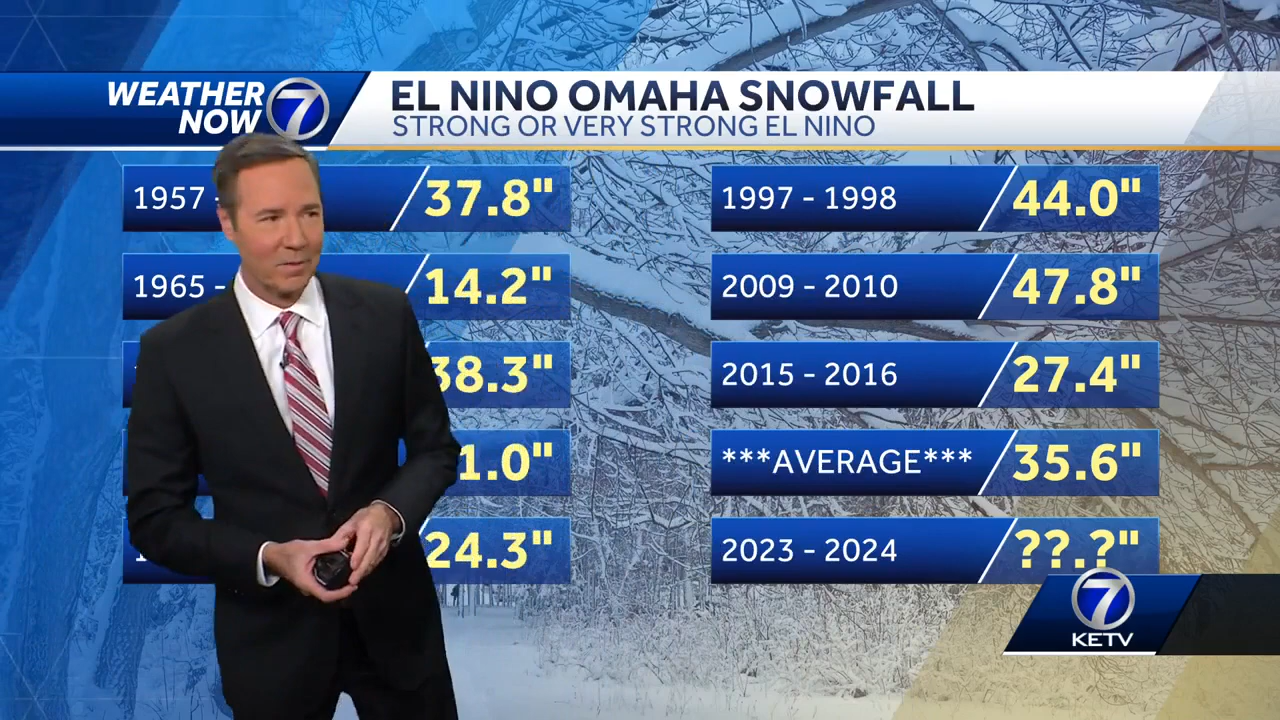 WEATHER
NOW 7
EL NINO OMAHA SNOWFALL
STRONG OR VERY STRONG EL NINO
1957 - 37.8"
1965 - 14.2"
38.3"
1.0"
24.3"
1997 - 1998 44.0"
2009 - 2010 47.8"
2015 - 2016 27.4"
***AVERAGE*** 35.6"
2023 - 2024 ??.?"
7
KETV